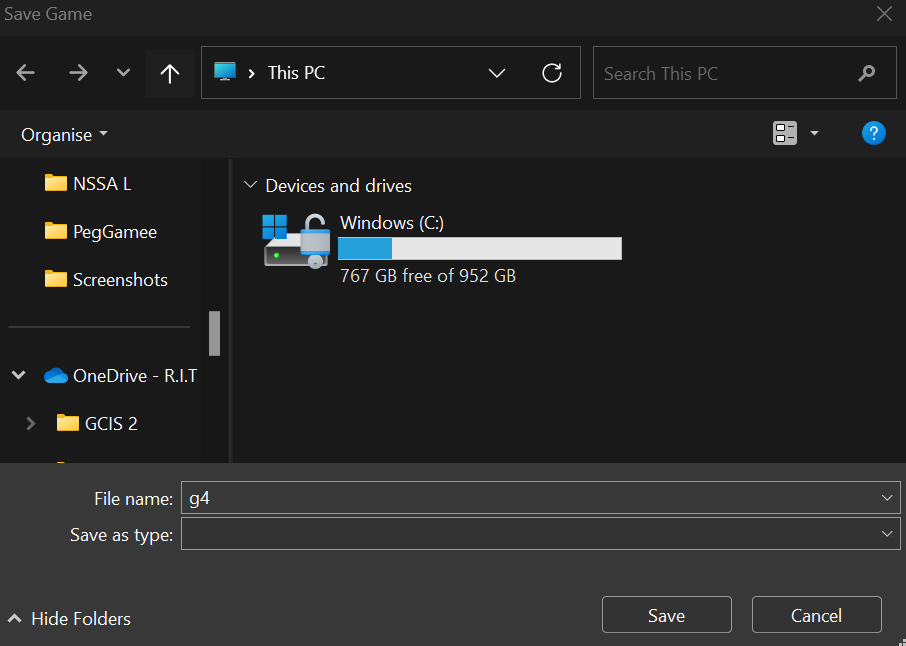 Save Game
This PC
Search This PC
Organise
?
NSSA L
PegGamee
Screenshots
OneDrive - R.I.T
GCIS 2
Devices and drives
Windows (C:)
767 GB free of 952 GB
File name: g4
Save as type:
Hide Folders
Save
Cancel